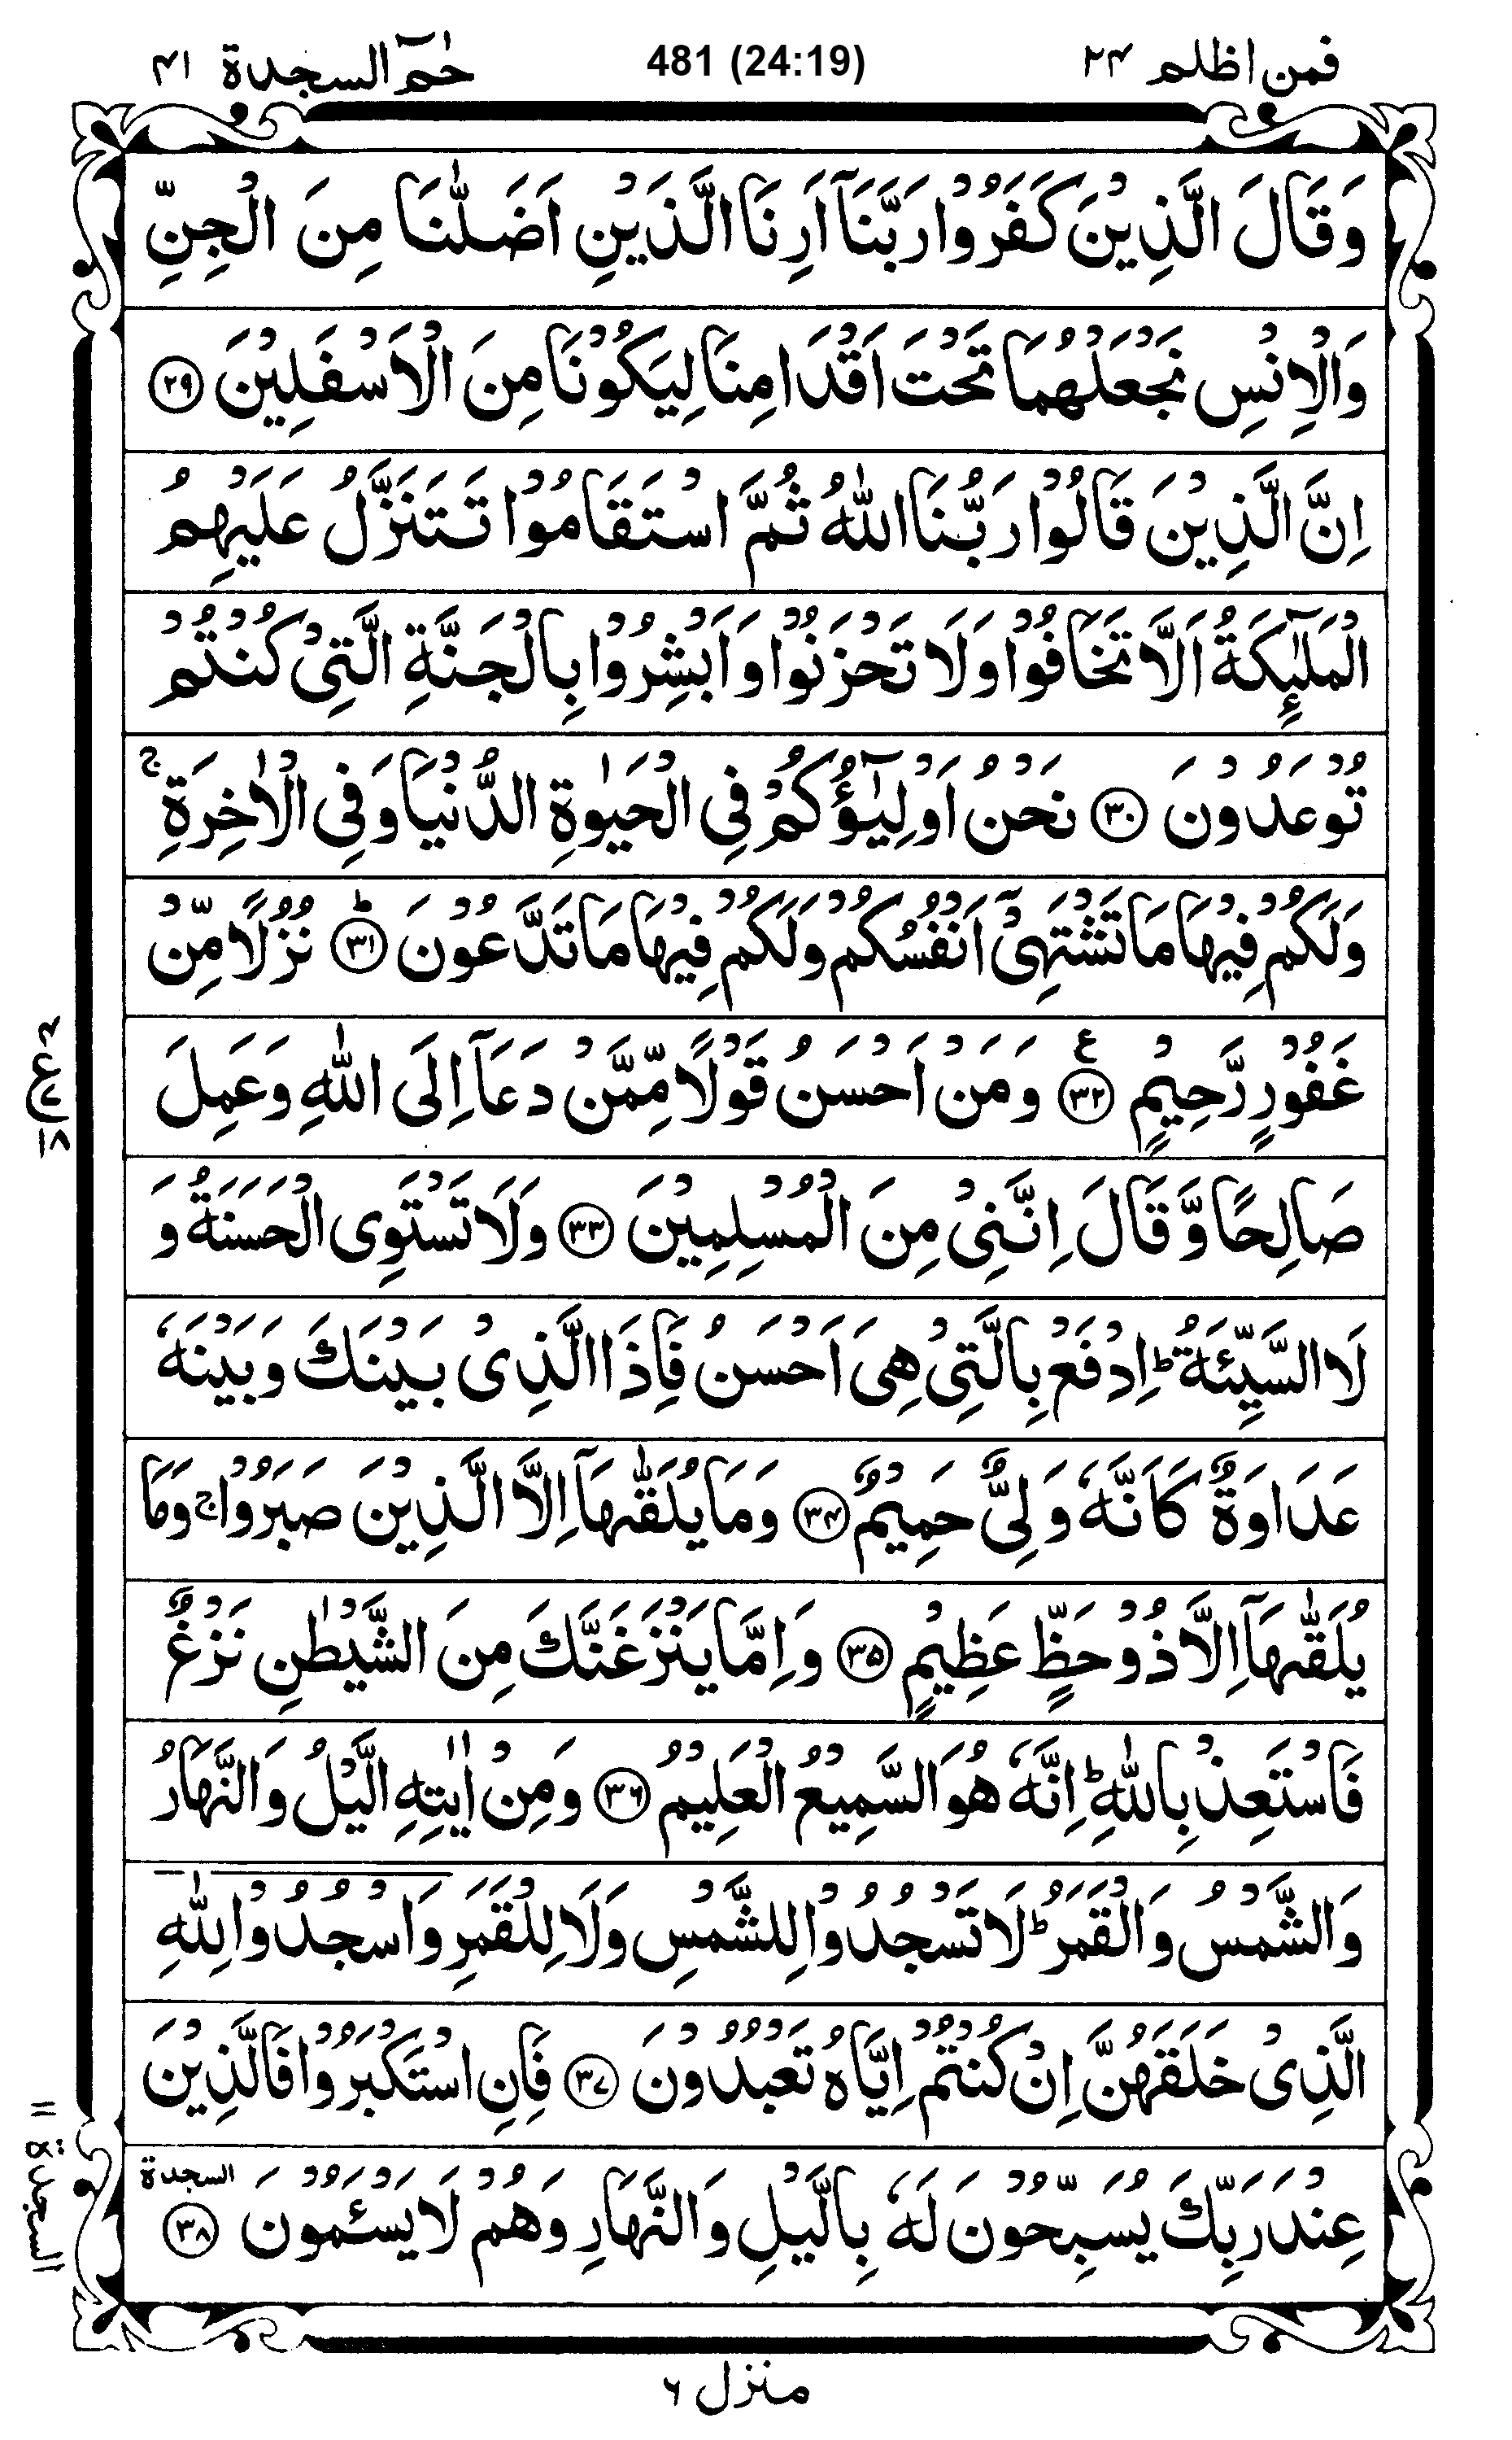 فمن اظلم ۲۴
481 (24:19)
حٰمٓ السجدة ۴۱
وَقَالَ الَّذِيْنَ كَفَرُوْا رَبَّنَاۤ اَرِنَا الَّذَيْنِ اَضَلّٰنَا مِنَ الْجِنِّ
وَالْاِنْسِ نَجْعَلْهُمَا تَحْتَ اَقْدَامِنَا لِيَكُوْنَا مِنَ الْاَسْفَلِيْنَ ﴿۲۹﴾
اِنَّ الَّذِيْنَ قَالُوْا رَبُّنَا اللّٰهُ ثُمَّ اسْتَقَامُوْا تَتَنَزَّلُ عَلَيْهِمُ
الْمَلٰٓئِكَةُ اَلَّا تَخَافُوْا وَلَا تَحْزَنُوْا وَاَبْشِرُوْا بِالْجَنَّةِ الَّتِىْ كُنْتُمْ
تُوْعَدُوْنَ ﴿۳۰﴾ نَحْنُ اَوْلِيٰٓؤُكُمْ فِى الْحَيٰوةِ الدُّنْيَا وَفِى الْاٰخِرَةِ ۚ
وَلَكُمْ فِيْهَا مَا تَشْتَهِىْۤ اَنْفُسُكُمْ وَلَكُمْ فِيْهَا مَا تَدَّعُوْنَ ؕ﴿۳۱﴾ نُزُلًا مِّنْ
غَفُوْرٍ رَّحِيْمٍ ﴿۳۲﴾ ع وَمَنْ اَحْسَنُ قَوْلًا مِّمَّنْ دَعَاۤ اِلَى اللّٰهِ وَعَمِلَ
صَالِحًا وَّقَالَ اِنَّنِىْ مِنَ الْمُسْلِمِيْنَ ﴿۳۳﴾ وَلَا تَسْتَوِى الْحَسَنَةُ وَ
لَا السَّيِّئَةُ ؕ اِدْفَعْ بِالَّتِىْ هِىَ اَحْسَنُ فَاِذَا الَّذِىْ بَيْنَكَ وَبَيْنَهٗ
عَدَاوَةٌ كَاَنَّهٗ وَلِىٌّ حَمِيْمٌ ﴿۳۴﴾ وَمَا يُلَقّٰىهَاۤ اِلَّا الَّذِيْنَ صَبَرُوْا ۚ وَمَا
يُلَقّٰىهَاۤ اِلَّا ذُوْ حَظٍّ عَظِيْمٍ ﴿۳۵﴾ وَاِمَّا يَنْزَغَنَّكَ مِنَ الشَّيْطٰنِ نَزْغٌ
فَاسْتَعِذْ بِاللّٰهِ ؕ اِنَّهٗ هُوَ السَّمِيْعُ الْعَلِيْمُ ﴿۳۶﴾ وَمِنْ اٰيٰتِهِ الَّيْلُ وَالنَّهَارُ
وَالشَّمْسُ وَالْقَمَرُ ؕ لَا تَسْجُدُوْا لِلشَّمْسِ وَلَا لِلْقَمَرِ وَاسْجُدُوْا لِلّٰهِ
الَّذِىْ خَلَقَهُنَّ اِنْ كُنْتُمْ اِيَّاهُ تَعْبُدُوْنَ ﴿۳۷﴾ فَاِنِ اسْتَكْبَرُوْا فَالَّذِيْنَ
عِنْدَ رَبِّكَ يُسَبِّحُوْنَ لَهٗ بِالَّيْلِ وَالنَّهَارِ وَهُمْ لَا يَسْئَمُوْنَ ﴿۳۸﴾ السجدة
السجدة ۱۱
منزل ۶